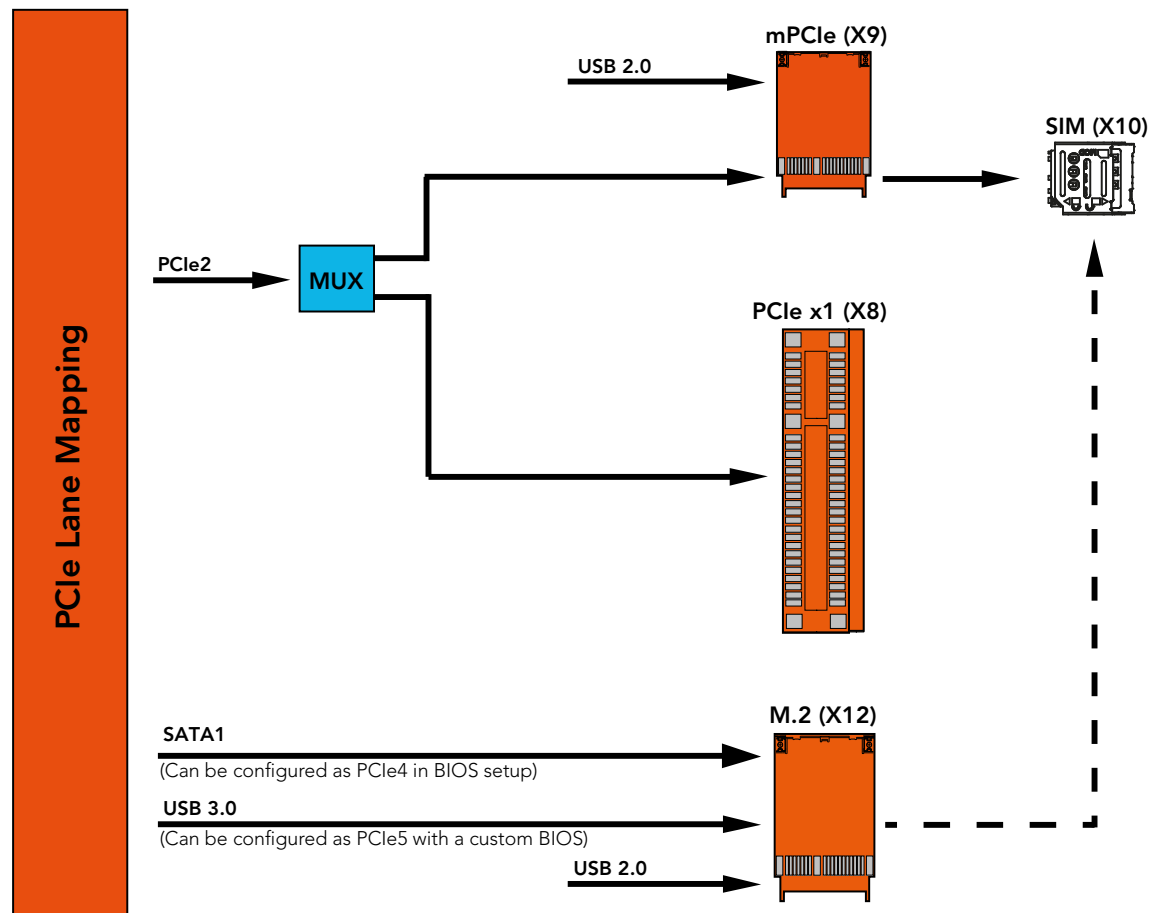 PCIe Lane Mapping
mPCIe (X9)
USB 2.0
SIM (X10)
PCIe2
MUX
PCIe x1 (X8)
M.2 (X12)
SATA1
(Can be configured as PCIe4 in BIOS setup)
USB 3.0
(Can be configured as PCIe5 with a custom BIOS)
USB 2.0